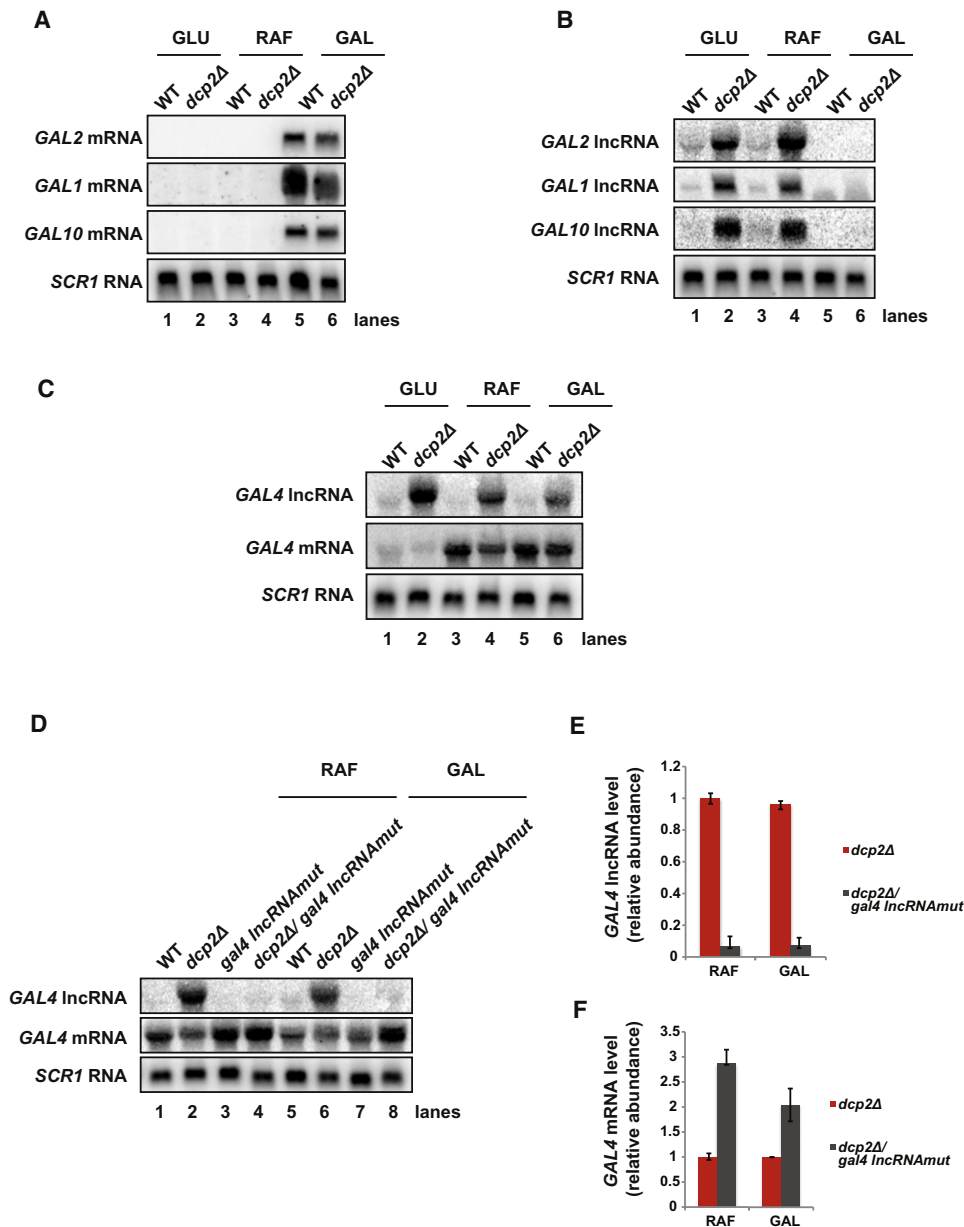 A
GLU RAF GAL
WT dcp2Δ WT dcp2Δ WT dcp2Δ
GAL2 mRNA
GAL1 mRNA
GAL10 mRNA
SCR1 RNA
1 2 3 4 5 6 lanes
B
GLU RAF GAL
WT dcp2Δ WT dcp2Δ WT dcp2Δ
GAL2 lncRNA
GAL1 lncRNA
GAL10 lncRNA
SCR1 RNA
1 2 3 4 5 6 lanes
C
GLU RAF GAL
WT dcp2Δ WT dcp2Δ WT dcp2Δ
GAL4 lncRNA
GAL4 mRNA
SCR1 RNA
1 2 3 4 5 6 lanes
D
RAF GAL
WT dcp2Δ gal4 lncRNAmut dcp2Δ/ gal4 lncRNAmut WT dcp2Δ gal4 lncRNAmut dcp2Δ/ gal4 lncRNAmut
GAL4 lncRNA
GAL4 mRNA
SCR1 RNA
1 2 3 4 5 6 7 8 lanes
E
GAL4 lncRNA level
(relative abundance)
1.2
1
0.8
0.6
0.4
0.2
0
RAF GAL
dcp2Δ
dcp2Δ/
gal4 lncRNAmut
F
GAL4 mRNA level
(relative abundance)
3.5
3
2.5
2
1.5
1
0.5
0
RAF GAL
dcp2Δ
dcp2Δ/
gal4 lncRNAmut